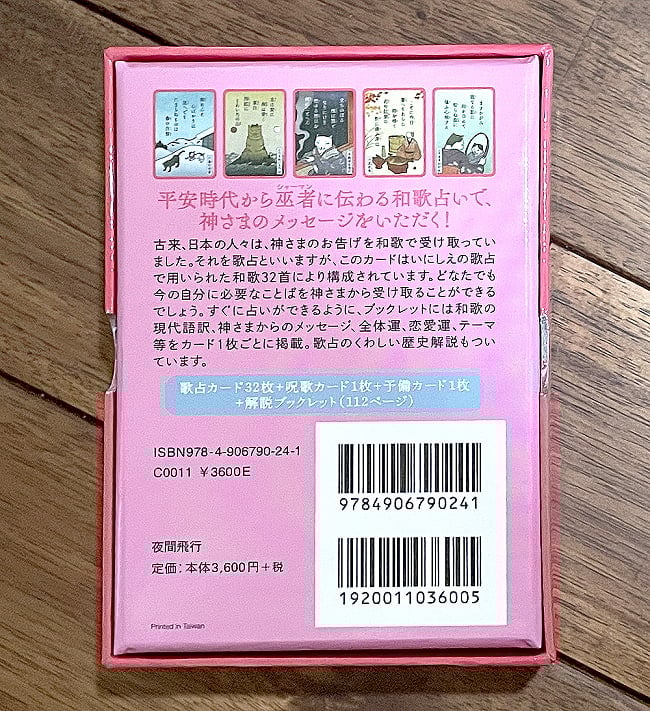 シャーマン
平安時代から巫者に伝わる和歌占いで、
神さまのメッセージをいただく!
古来、日本の人々は、神さまのお告げを和歌で受け取ってい
ました。それを歌占といいますが、このカードはいにしえの歌占
で用いられた和歌32首により構成されています。どなたでも
今の自分に必要なことばを神さまから受け取ることができる
でしょう。すぐに占いができるように、ブックレットには和歌の
現代語訳、神さまからのメッセージ、全体運、恋愛運、テーマ
等をカード1枚ごとに掲載。歌占のくわしい歴史解説もつい
ています。
歌占カード32枚+呪歌カード1枚+予備カード1枚
+解説ブックレット(112ページ)
ISBN978-4-906790-24-1
C0011 ¥3600E
9784906790241
夜間飛行
定価:本体3,600円+税
1920011036005
Printed in Taiwan